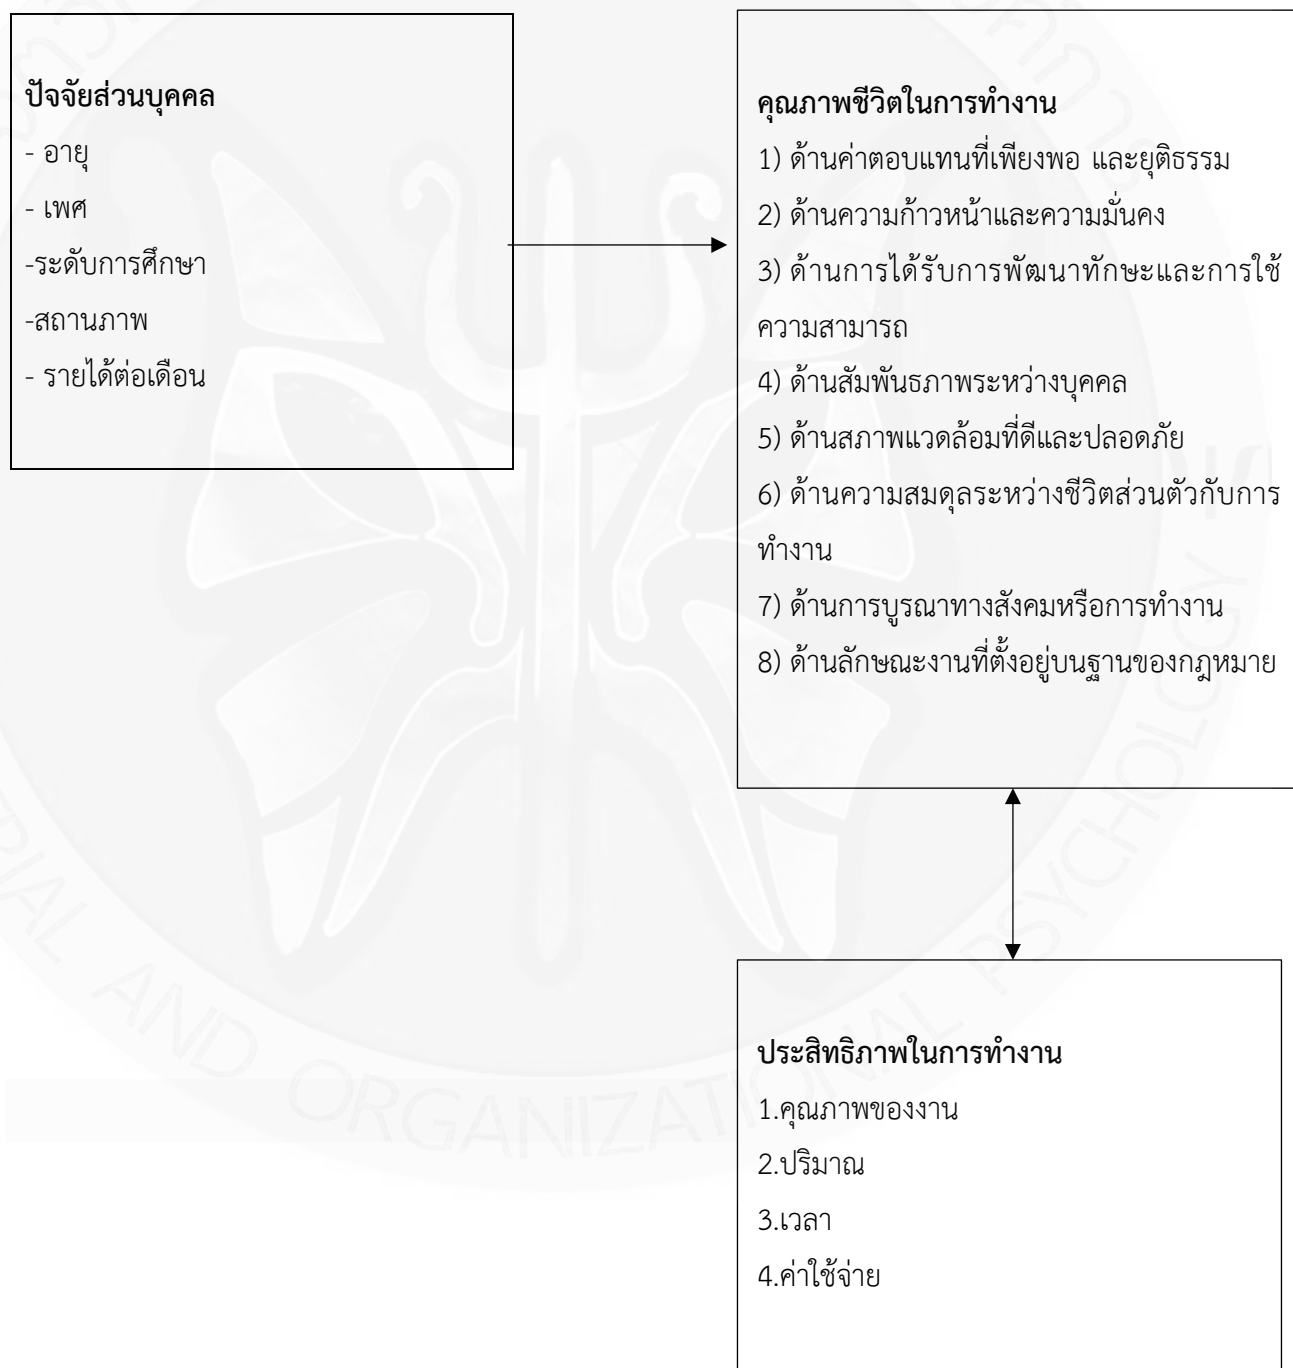 ปัจจัยส่วนบุคคล
- อายุ
- เพศ
-ระดับการศึกษา
-สถานภาพ
- รายได้ต่อเดือน
คุณภาพชีวิตในการทำงาน
1) ด้านค่าตอบแทนที่เพียงพอ และยุติธรรม
2) ด้านความก้าวหน้าและความมั่นคง
3) ด้านการได้รับการพัฒนาทักษะและการใช้
ความสามารถ
4) ด้านสัมพันธภาพระหว่างบุคคล
5) ด้านสภาพแวดล้อมที่ดีและปลอดภัย
6) ด้านความสมดุลระหว่างชีวิตส่วนตัวกับการ
ทำงาน
7) ด้านการบูรณาทางสังคมหรือการทำงาน
8) ด้านลักษณะงานที่ตั้งอยู่บนฐานของกฎหมาย
ประสิทธิภาพในการทำงาน
1.คุณภาพของงาน
2.ปริมาณ
3.เวลา
4.ค่าใช้จ่าย
AND ORGANIZATIONAL PSYCHOLOGY